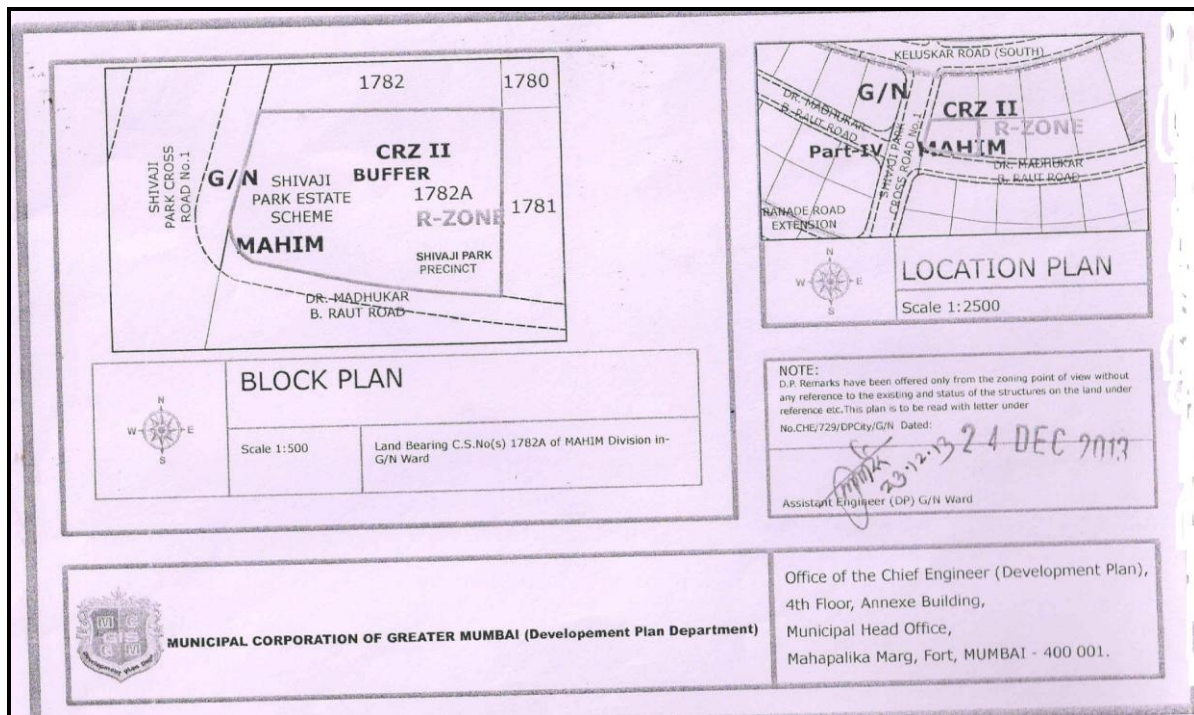 1782
1780
SHIVAJI
PARK CROSS
ROAD No.1
CRZ II
BUFFER
G/N
SHIVAJI
PARK ESTATE
SCHEME
1782A
R-ZONE
1781
MAHIM
SHIVAJI PARK
PRECINCT
DR. MADHUKAR
B. RAUT ROAD
BLOCK PLAN
N
W
E
S
Scale 1:500
Land Bearing C.S.No(s) 1782A of MAHIM Division in-
G/N Ward
KELUSKAR ROAD (SOUTH)
G/N
CRZ II
DR. MADHUKAR
B. RAUT ROAD
R-ZONE
Part-IV
MAHIM
SHIVAJI PARK
CROSS ROAD No.1
DR. MADHUKAR
B. RAUT ROAD
RANADE ROAD
EXTENSION
N
W
E
S
LOCATION PLAN
Scale 1:2500
NOTE:
D.P. Remarks have been offered only from the zoning point of view without
any reference to the existing and status of the structures on the land under
reference etc.This plan is to be read with letter under
No.CHE/729/DPCity/G/N Dated:
24 DEC 2013
23.12.13
Assistant Engineer (DP) G/N Ward
M C
GIS
G M
MUNICIPAL CORPORATION OF GREATER MUMBAI (Developement Plan Department)
Office of the Chief Engineer (Development Plan),
4th Floor, Annexe Building,
Municipal Head Office,
Mahapalika Marg, Fort, MUMBAI - 400 001.